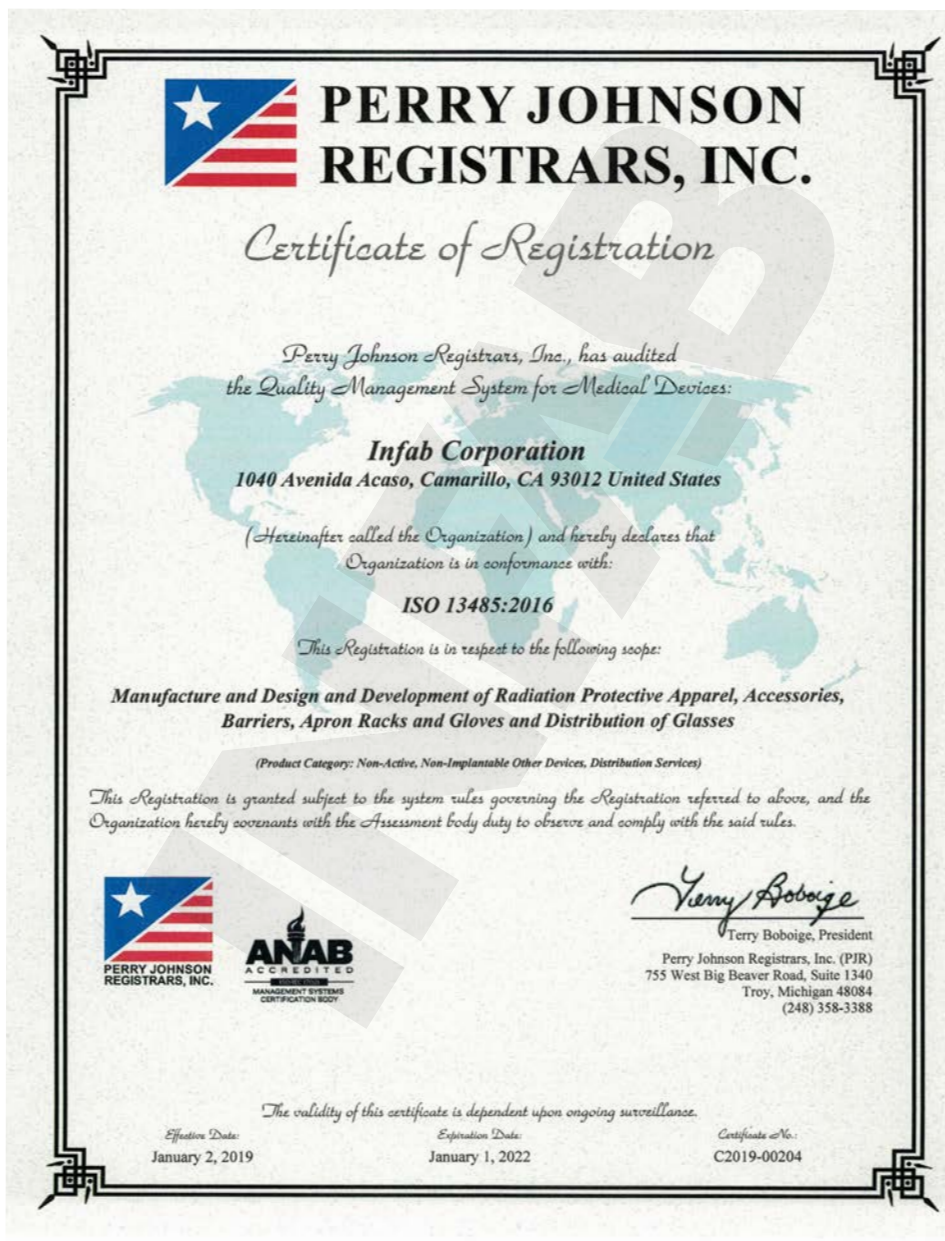 PERRY JOHNSON
REGISTRARS, INC.
Certificate of Registration
Perry Johnson Registrars, Inc., has audited
the Quality Management System for Medical Devices:
Infab Corporation
1040 Avenida Acaso, Camarillo, CA 93012 United States
(Hereinafter called the Organization) and hereby declares that
Organization is in conformance with:
ISO 13485:2016
This Registration is in respect to the following scope:
Manufacture and Design and Development of Radiation Protective Apparel, Accessories,
Barriers, Apron Racks and Gloves and Distribution of Glasses
(Product Category: Non-Active, Non-Implantable Other Devices, Distribution Services)
This Registration is granted subject to the system rules governing the Registration referred to above, and the
Organization hereby covenants with the Assessment body duty to observe and comply with the said rules.
PERRY JOHNSON
REGISTRARS, INC.
ANAB
ACCREDITED
MANAGEMENT SYSTEMS
CERTIFICATION BODY
Terry Boboige
Terry Boboige, President
Perry Johnson Registrars, Inc. (PJR)
755 West Big Beaver Road, Suite 1340
Troy, Michigan 48084
(248) 358-3388
The validity of this certificate is dependent upon ongoing surveillance.
Effective Date: Expiration Date: Certificate No.:
January 2, 2019 January 1, 2022 C2019-00204
INFAB